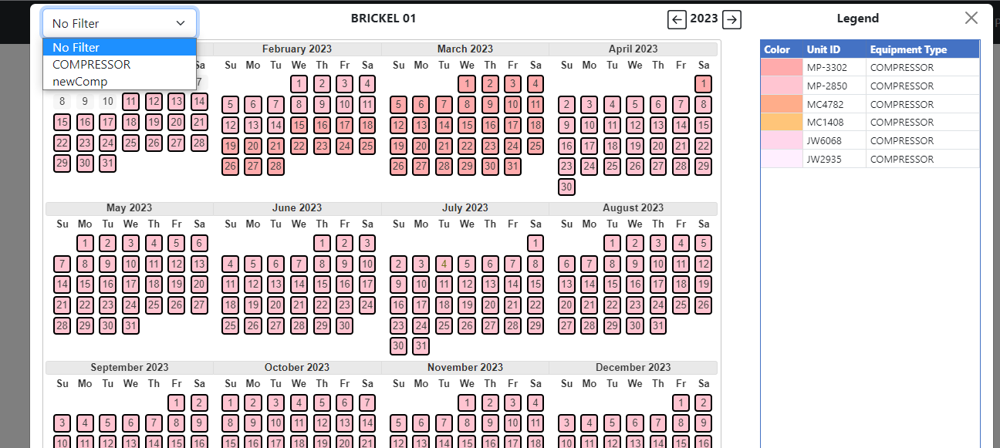 No Filter
BRICKEL 01
2023
Legend
No Filter
COMPRESSOR
newComp
February 2023 March 2023 April 2023
Color Unit ID Equipment Type
MP-3302 COMPRESSOR
MP-2850 COMPRESSOR
MC4782 COMPRESSOR
MC1408 COMPRESSOR
JW6068 COMPRESSOR
JW2935 COMPRESSOR
Sa Su Mo Tu We Th Fr Sa Su Mo Tu We Th Fr Sa Su Mo Tu We Th Fr Sa
7 1 2 3 4 1 2 3 4 1
8 9 10 11 12 13 14 5 6 7 8 9 10 11 5 6 7 8 9 10 11 2 3 4 5 6 7 8
15 16 17 18 19 20 21 12 13 14 15 16 17 18 12 13 14 15 16 17 18 9 10 11 12 13 14 15
22 23 24 25 26 27 28 19 20 21 22 23 24 25 19 20 21 22 23 24 25 16 17 18 19 20 21 22
29 30 31 26 27 28 26 27 28 29 30 31 23 24 25 26 27 28 29
30
May 2023 June 2023 July 2023 August 2023
Su Mo Tu We Th Fr Sa Su Mo Tu We Th Fr Sa Su Mo Tu We Th Fr Sa Su Mo Tu We Th Fr Sa
1 2 3 4 5 6 1 2 3 1 1 2 3 4 5
7 8 9 10 11 12 13 4 5 6 7 8 9 10 2 3 4 5 6 7 8 6 7 8 9 10 11 12
14 15 16 17 18 19 20 11 12 13 14 15 16 17 9 10 11 12 13 14 15 13 14 15 16 17 18 19
21 22 23 24 25 26 27 18 19 20 21 22 23 24 16 17 18 19 20 21 22 20 21 22 23 24 25 26
28 29 30 31 25 26 27 28 29 30 23 24 25 26 27 28 29 27 28 29 30 31
30 31
September 2023 October 2023 November 2023 December 2023
Su Mo Tu We Th Fr Sa Su Mo Tu We Th Fr Sa Su Mo Tu We Th Fr Sa Su Mo Tu We Th Fr Sa
1 2 1 2 3 4 5 6 7 1 2 3 4 1 2
3 4 5 6 7 8 9 8 9 10 11 12 13 14 5 6 7 8 9 10 11 3 4 5 6 7 8 9
10 11 12 13 14 15 16 15 16 17 18 19 20 21 12 13 14 15 16 17 18 10 11 12 13 14 15 16